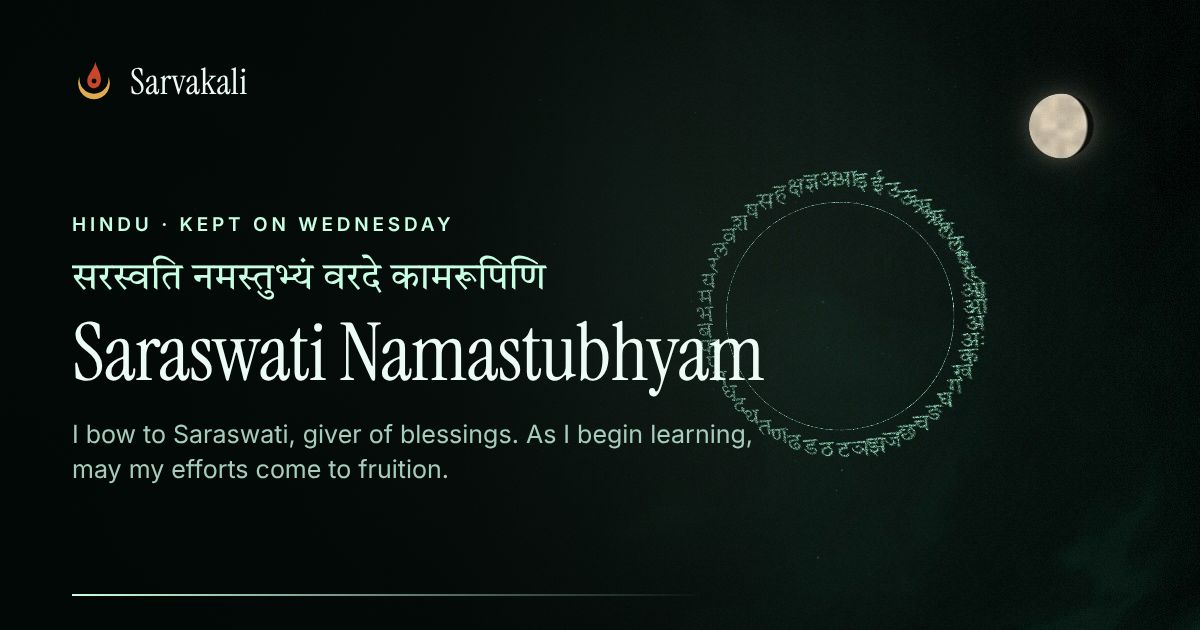 Sarvakali
HINDU · KEPT ON WEDNESDAY
सरस्वति नमस्तुभ्यं वरदे कामरूपिणि
Saraswati Namastubhyam
I bow to Saraswati, giver of blessings. As I begin learning,
may my efforts come to fruition.